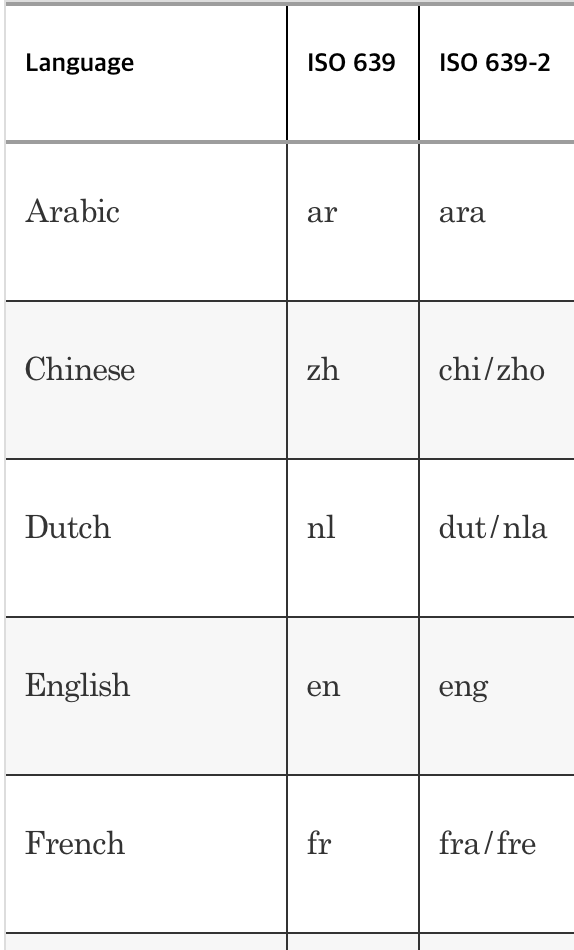 Language ISO 639 ISO 639-2
Arabic ar ara
Chinese zh chi/zho
Dutch nl dut/nla
English en eng
French fr fra/fre